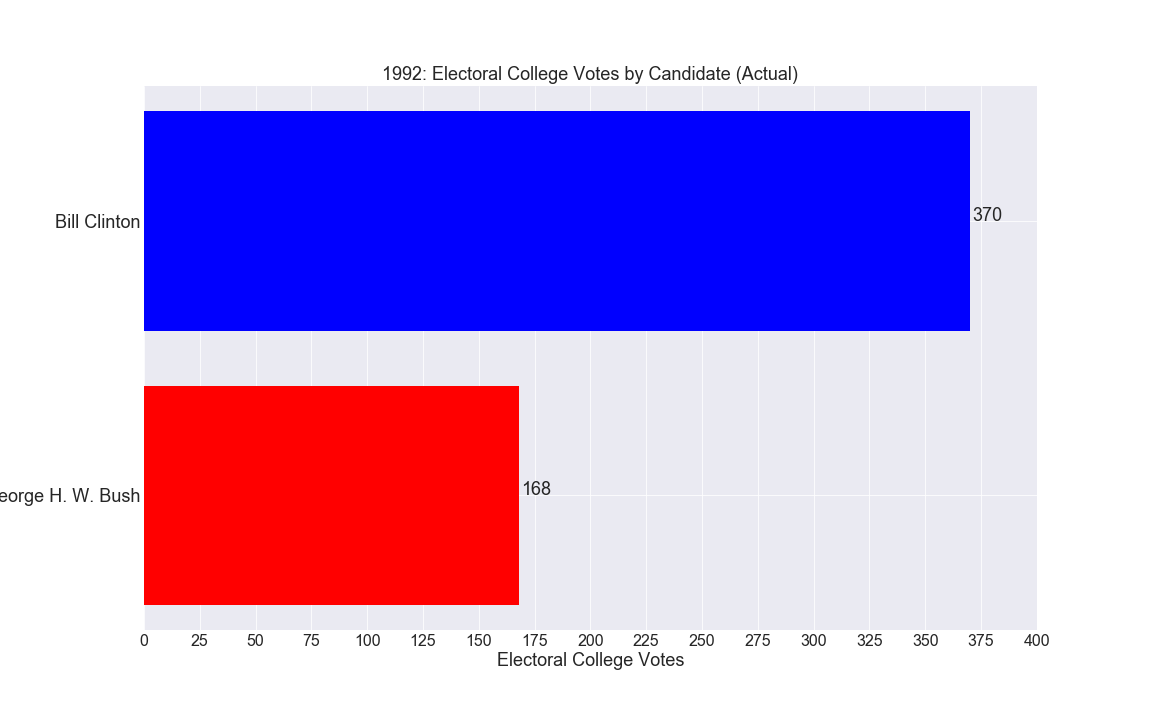 1992: Electoral College Votes by Candidate (Actual)
Bill Clinton
370
eorge H. W. Bush
168
0 25 50 75 100 125 150 175 200 225 250 275 300 325 350 375 400
Electoral College Votes